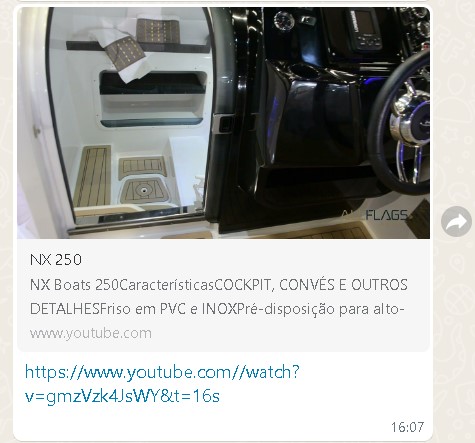 FLAGS
NX 250
NX Boats 250CaracterísticasCOCKPIT, CONVÉS E OUTROS
DETALHESFriso em PVC e INOXPré-disposição para alto-
www.youtube.com
https://www.youtube.com//watch?
v=gmzVzk4JsWY&t=16s
16:07